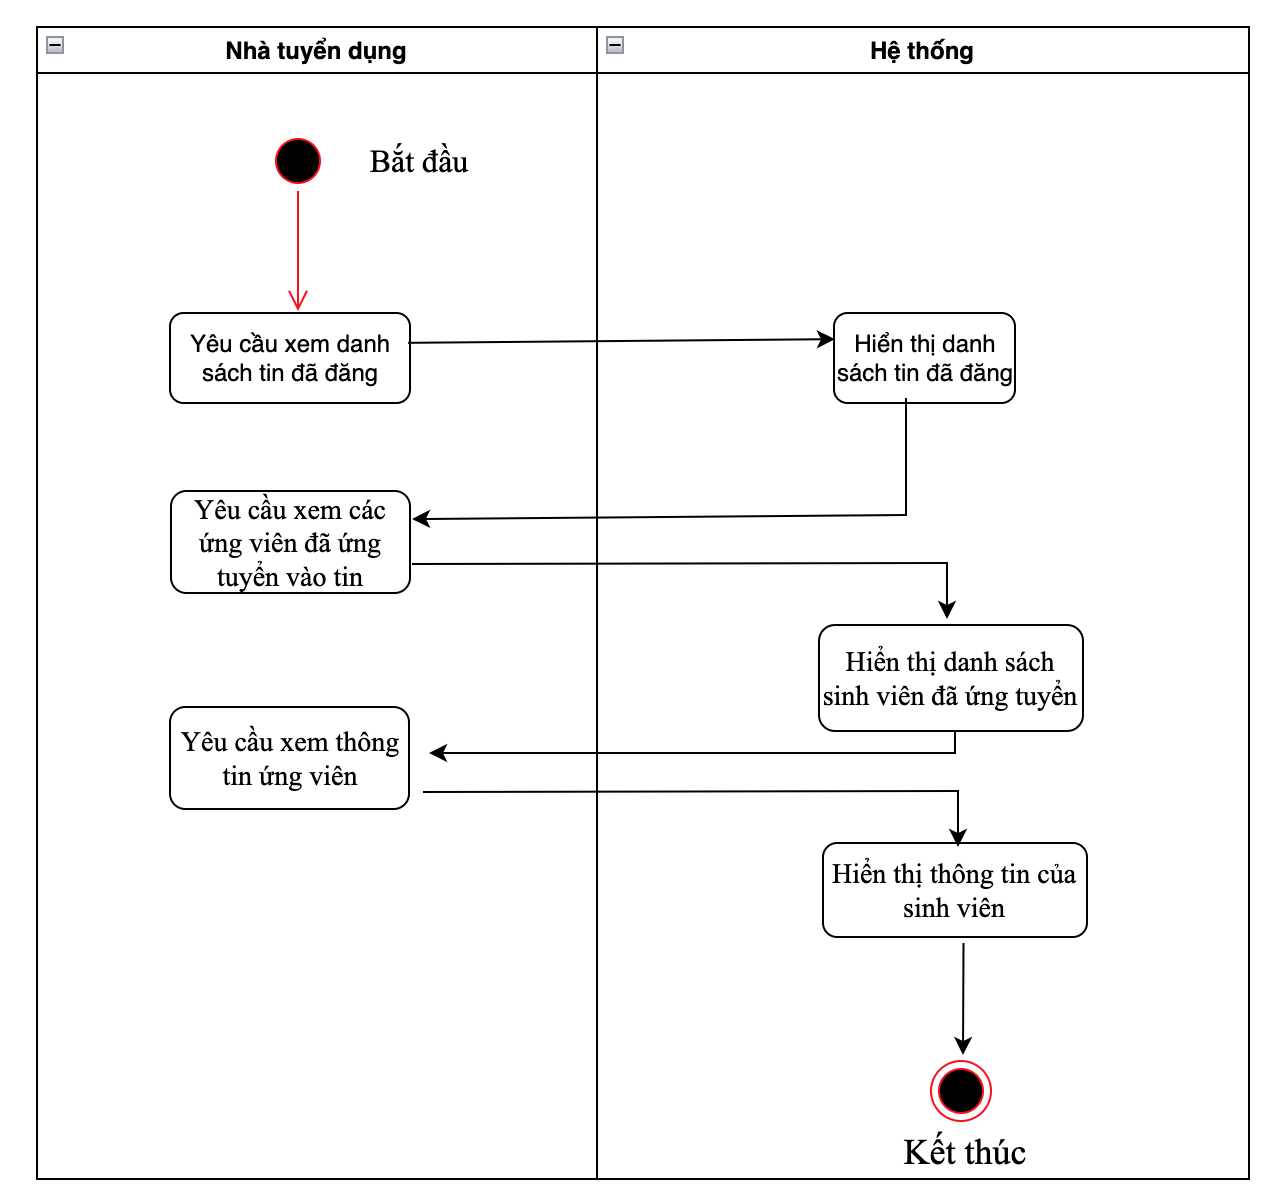 Nhà tuyển dụng
Hệ thống
Bắt đầu
Yêu cầu xem danh
sách tin đã đăng
Hiển thị danh
sách tin đã đăng
Yêu cầu xem các
ứng viên đã ứng
tuyển vào tin
Hiển thị danh sách
sinh viên đã ứng tuyển
Yêu cầu xem thông
tin ứng viên
Hiển thị thông tin của
sinh viên
Kết thúc